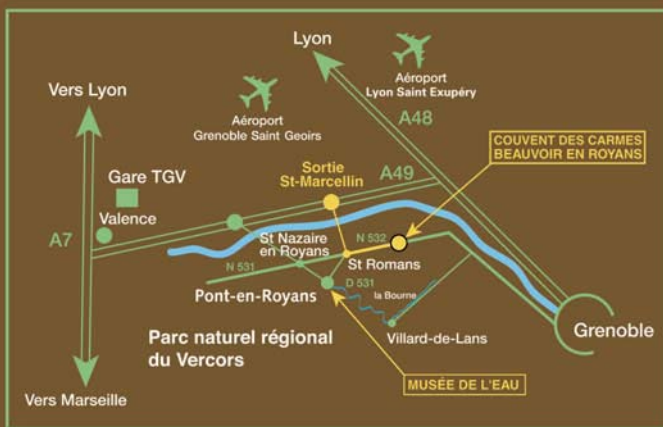 Lyon
Aéroport
Lyon Saint Exupéry
Vers Lyon
Aéroport
Grenoble Saint Geoirs
A48
COUVENT DES CARMES
BEAUVOIR EN ROYANS
Gare TGV
Sortie
St-Marcellin
A49
Valence
A7
St Nazaire
en Royans
N 532
St Romans
N 531
D 531
la Bourne
Pont-en-Royans
Parc naturel régional
du Vercors
Villard-de-Lans
Grenoble
MUSÉE DE L'EAU
Vers Marseille